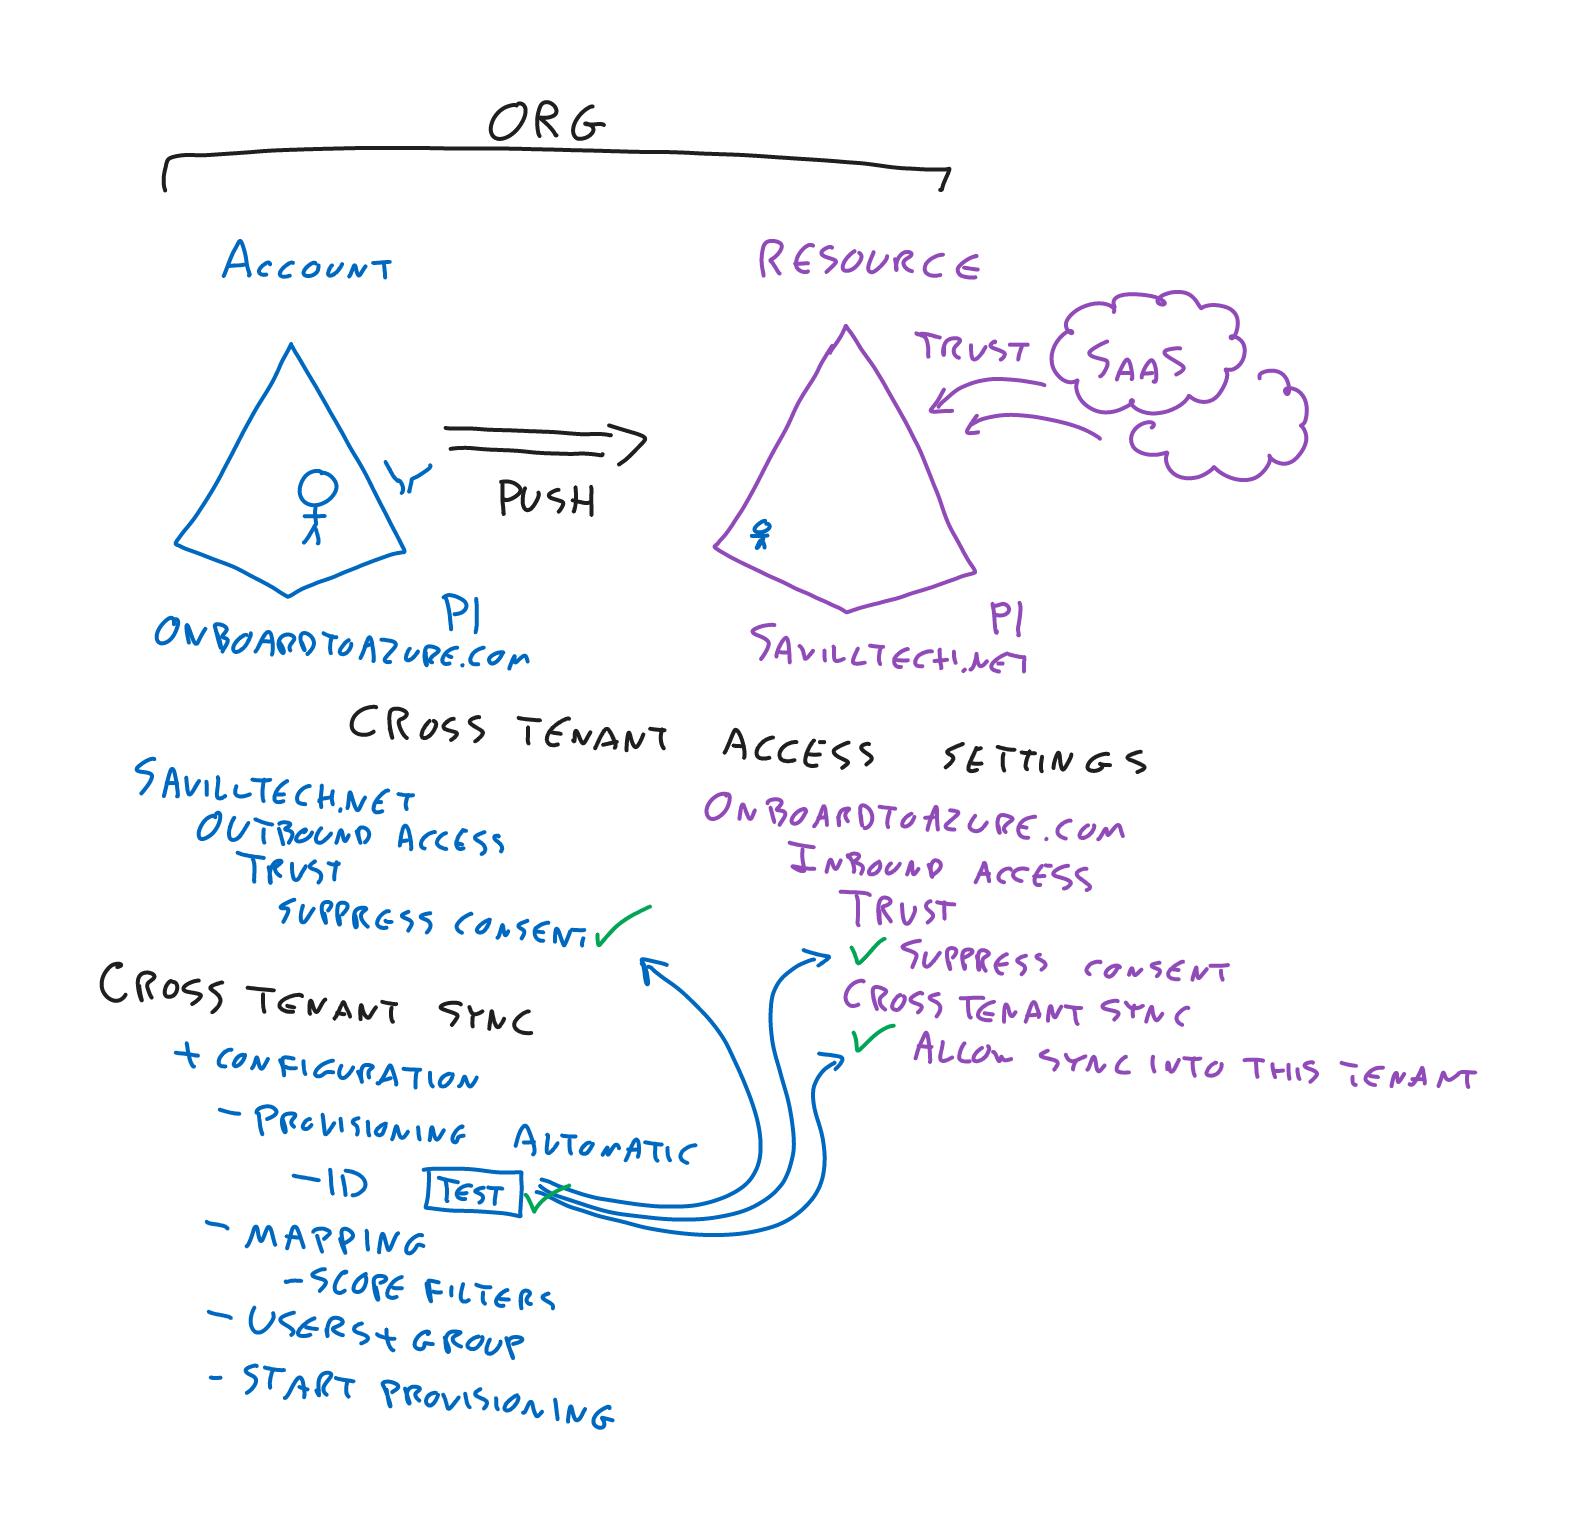 ORG
ACCOUNT
RESOURCE
TRUST
SAAS
PUSH
P1
ONBOARDTOAZURE.COM
P1
SAVILLTECH.NET
CROSS TENANT ACCESS SETTINGS
SAVILLTECH.NET
OUTBOUND ACCESS
TRUST
SUPPRESS CONSENT
ONBOARDTOAZURE.COM
INBOUND ACCESS
TRUST
SUPPRESS CONSENT
CROSS TENANT SYNC
ALLOW SYNC INTO THIS TENANT
CROSS TENANT SYNC
+ CONFIGURATION
- PROVISIONING AUTOMATIC
- ID TEST
- MAPPING
- SCOPE FILTERS
- USERS + GROUP
- START PROVISIONING